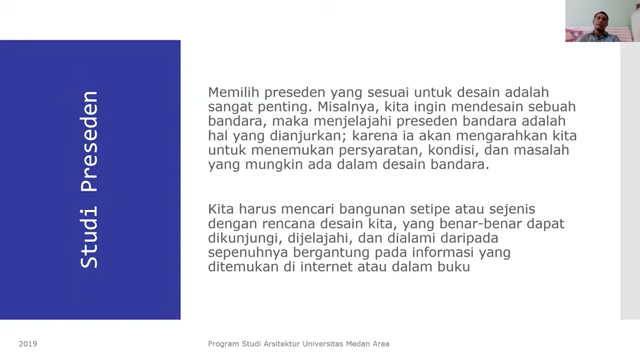 Studi Preseden
Memilih preseden yang sesuai untuk desain adalah
sangat penting. Misalnya, kita ingin mendesain sebuah
bandara, maka menjelajahi preseden bandara adalah
hal yang dianjurkan; karena ia akan mengarahkan kita
untuk menemukan persyaratan, kondisi, dan masalah
yang mungkin ada dalam desain bandara.
Kita harus mencari bangunan setipe atau sejenis
dengan rencana desain kita, yang benar-benar dapat
dikunjungi, dijelajahi, dan dialami daripada
sepenuhnya bergantung pada informasi yang
ditemukan di internet atau dalam buku
2019
Program Studi Arsitektur Universitas Medan Area